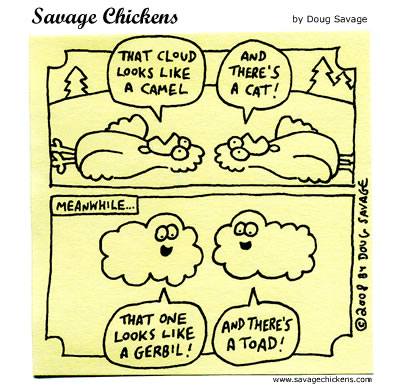 Savage Chickens
by Doug Savage
THAT CLOUD
LOOKS LIKE
A CAMEL
AND
THERE'S
A CAT!
MEANWHILE...
THAT ONE
LOOKS LIKE
A GERBIL!
AND THERE'S
A TOAD!
©2008 BY DOUG SAVAGE
www.savagechickens.com